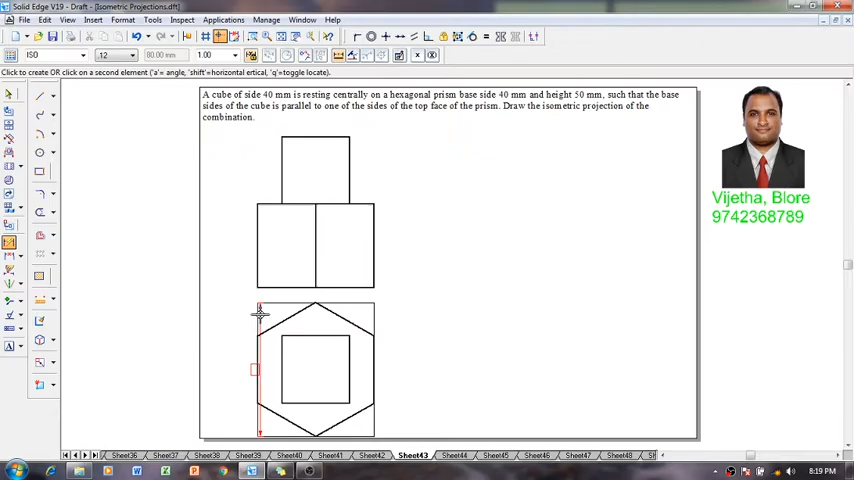 Solid Edge V19 - Draft - [Isometric Projections.dft]
File Edit View Insert Format Tools Inspect Applications Manage Window Help
ISO 12 80.00 mm 1.00
Click to create OR click on a second element ('a'= angle, 'shift'=horizontal ertical, 'q'=toggle locate).
A cube of side 40 mm is resting centrally on a hexagonal prism base side 40 mm and height 50 mm, such that the base
sides of the cube is parallel to one of the sides of the top face of the prism. Draw the isometric projection of the
combination.
Vijetha, Blore
9742368789
Sheet36 Sheet37 Sheet38 Sheet39 Sheet40 Sheet41 Sheet42 Sheet43 Sheet44 Sheet45 Sheet46 Sheet47 Sheet48 Sh
8:19 PM